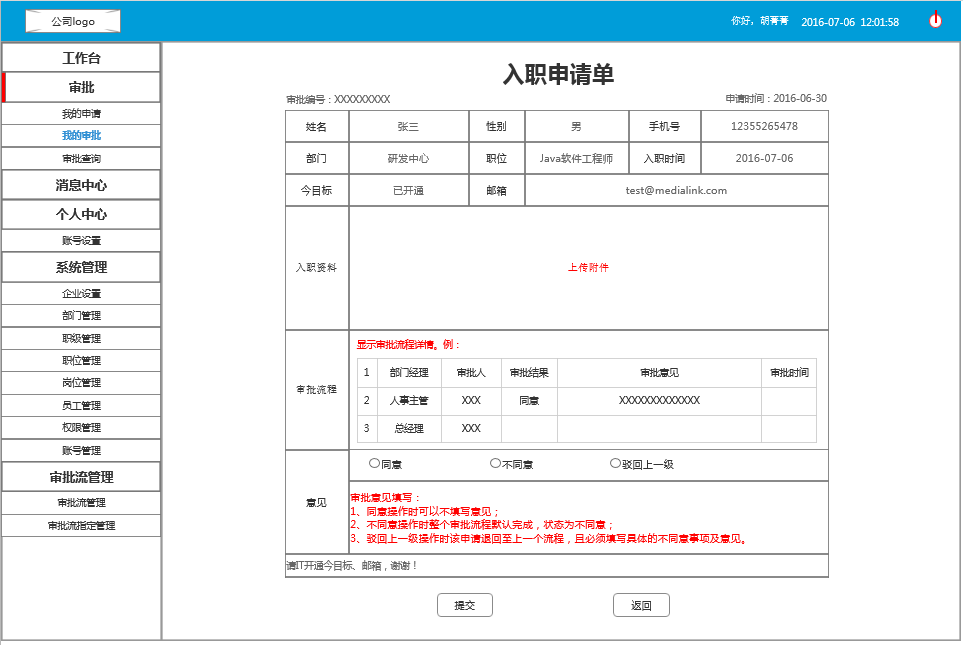 公司logo
你好，胡菁菁 2016-07-06 12:01:58
工作台
审批
我的申请
我的审批
审批查询
消息中心
个人中心
账号设置
系统管理
企业设置
部门管理
职级管理
职位管理
岗位管理
员工管理
权限管理
账号管理
审批流管理
审批流管理
审批流指定管理
入职申请单
审批编号：XXXXXXXXX 申请时间：2016-06-30
姓名 张三 性别 男 手机号 12355265478
部门 研发中心 职位 Java软件工程师 入职时间 2016-07-06
今目标 已开通 邮箱 test@medialink.com
入职资料 上传附件
审批流程
显示审批流程详情。例：
1 部门经理 审批人 审批结果 审批意见 审批时间
2 人事主管 XXX 同意 XXXXXXXXXXXXX
3 总经理 XXX
意见
同意 不同意 驳回上一级
审批意见填写：
1、同意操作时可以不填写意见；
2、不同意操作时整个审批流程默认完成，状态为不同意；
3、驳回上一级操作时该申请退回至上一个流程，且必须填写具体的不同意事项及意见。
请IT开通今目标、邮箱，谢谢！
提交 返回